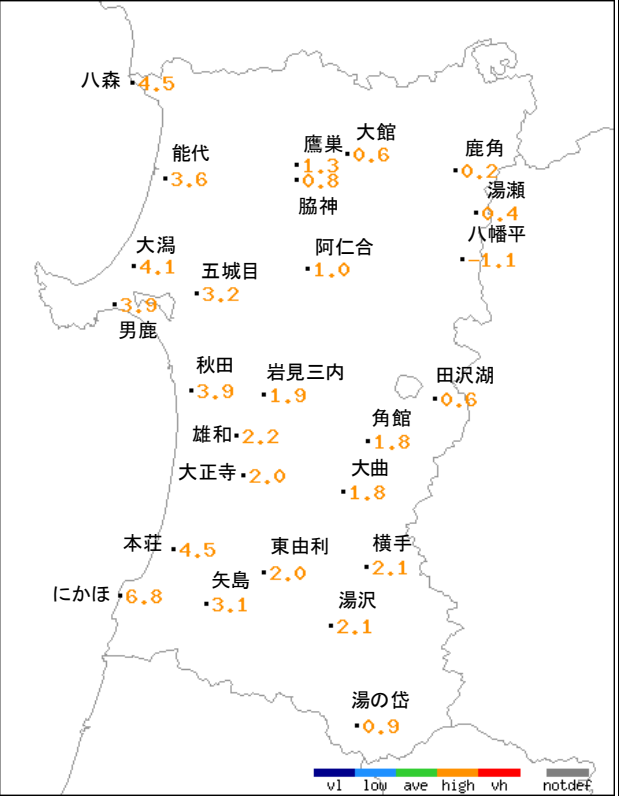 八森
4.5
大館
0.6
鷹巣
1.3
0.8
脇神
鹿角
0.2
能代
3.6
湯瀬
0.4
八幡平
-1.1
大潟
4.1
阿仁合
1.0
五城目
3.2
3.9
男鹿
秋田
3.9
岩見三内
1.9
田沢湖
0.6
角館
1.8
雄和 2.2
大正寺 2.0
大曲
1.8
本荘 4.5
東由利
2.0
横手
2.1
にかほ 6.8
矢島
3.1
湯沢
2.1
湯の岱
0.9
vl low ave high vh notdef